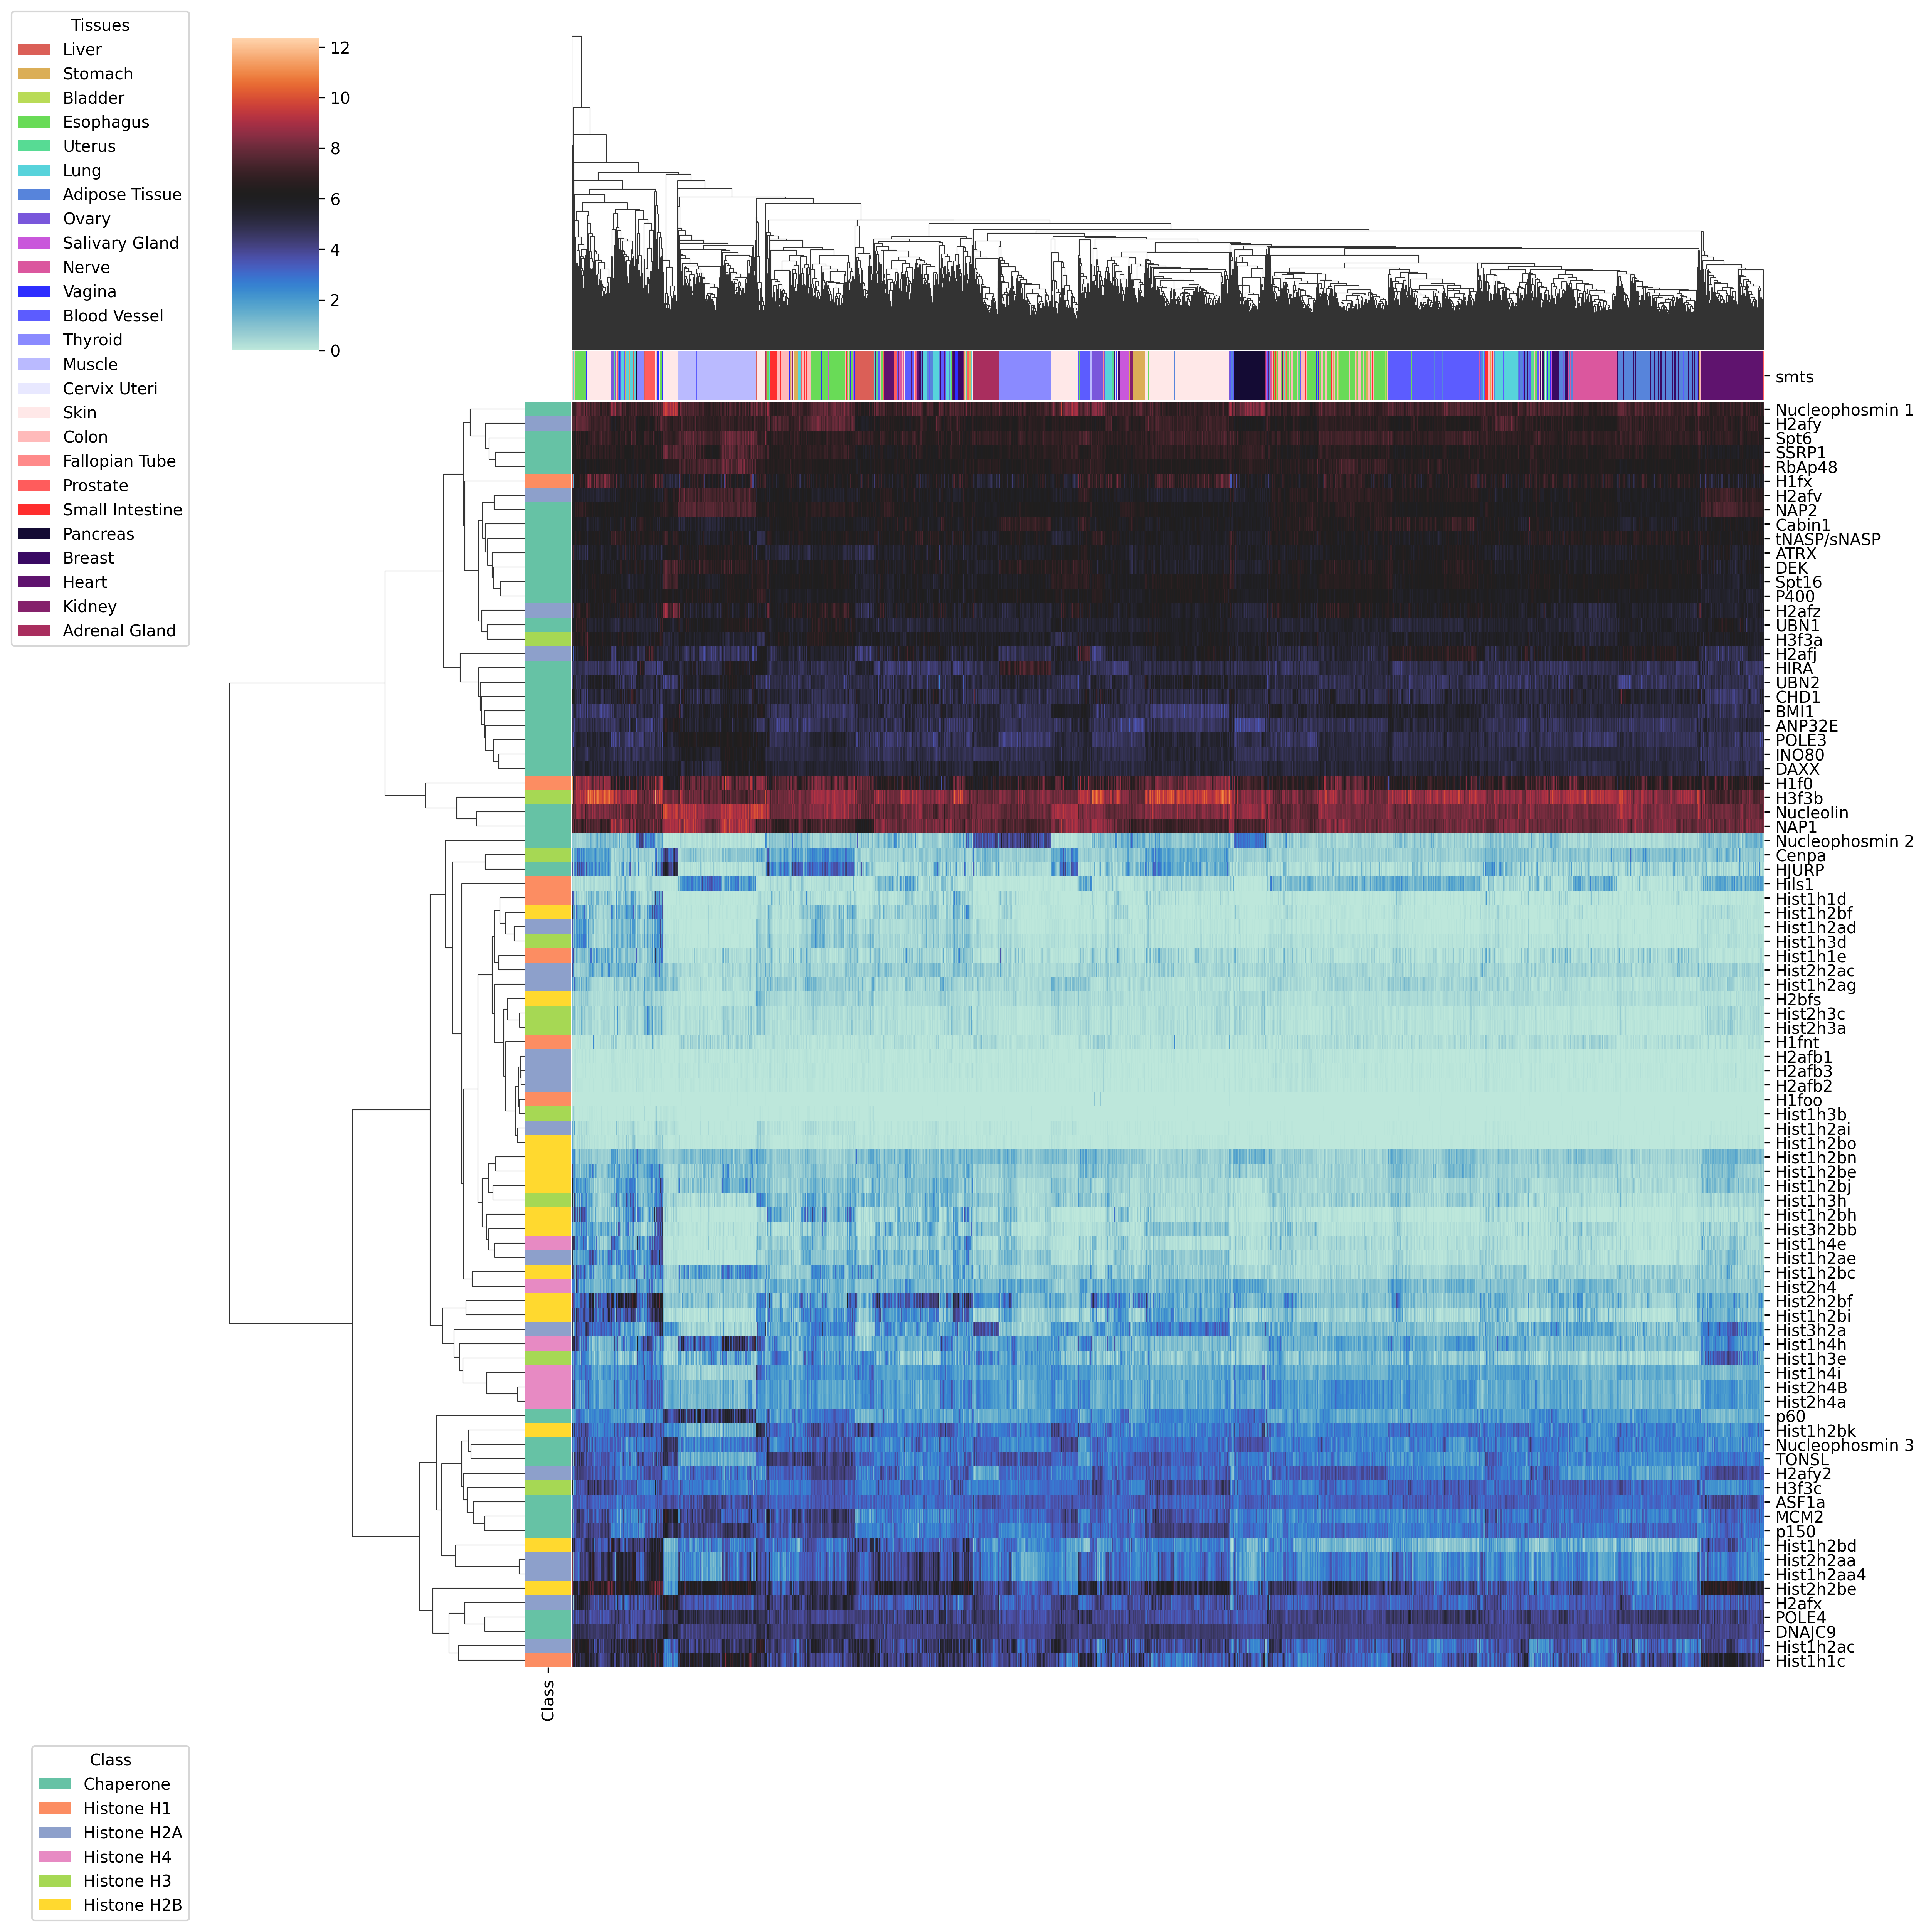 Tissues
Liver
Stomach
Bladder
Esophagus
Uterus
Lung
Adipose Tissue
Ovary
Salivary Gland
Nerve
Vagina
Blood Vessel
Thyroid
Muscle
Cervix Uteri
Skin
Colon
Fallopian Tube
Prostate
Small Intestine
Pancreas
Breast
Heart
Kidney
Adrenal Gland
12
10
8
6
4
2
0
smts
Nucleophosmin 1
H2afy
Spt6
SSRP1
RbAp48
H1fx
H2afv
NAP2
Cabin1
tNASP/sNASP
ATRX
DEK
Spt16
P400
H2afz
UBN1
H3f3a
H2afj
HIRA
UBN2
CHD1
BMI1
ANP32E
POLE3
INO80
DAXX
H1f0
H3f3b
Nucleolin
NAP1
Nucleophosmin 2
Cenpa
HJURP
Hils1
Hist1h1d
Hist1h2bf
Hist1h2ad
Hist1h3d
Hist1h1e
Hist2h2ac
Hist1h2ag
H2bfs
Hist2h3c
Hist2h3a
H1fnt
H2afb1
H2afb3
H2afb2
H1foo
Hist1h3b
Hist1h2ai
Hist1h2bo
Hist1h2bn
Hist1h2be
Hist1h2bj
Hist1h3h
Hist1h2bh
Hist3h2bb
Hist1h4e
Hist1h2ae
Hist1h2bc
Hist2h4
Hist2h2bf
Hist1h2bi
Hist3h2a
Hist1h4h
Hist1h3e
Hist1h4i
Hist2h4B
Hist2h4a
p60
Hist1h2bk
Nucleophosmin 3
TONSL
H2afy2
H3f3c
ASF1a
MCM2
p150
Hist1h2bd
Hist2h2aa
Hist1h2aa4
Hist2h2be
H2afx
POLE4
DNAJC9
Hist1h2ac
Hist1h1c
Class
Class
Chaperone
Histone H1
Histone H2A
Histone H4
Histone H3
Histone H2B